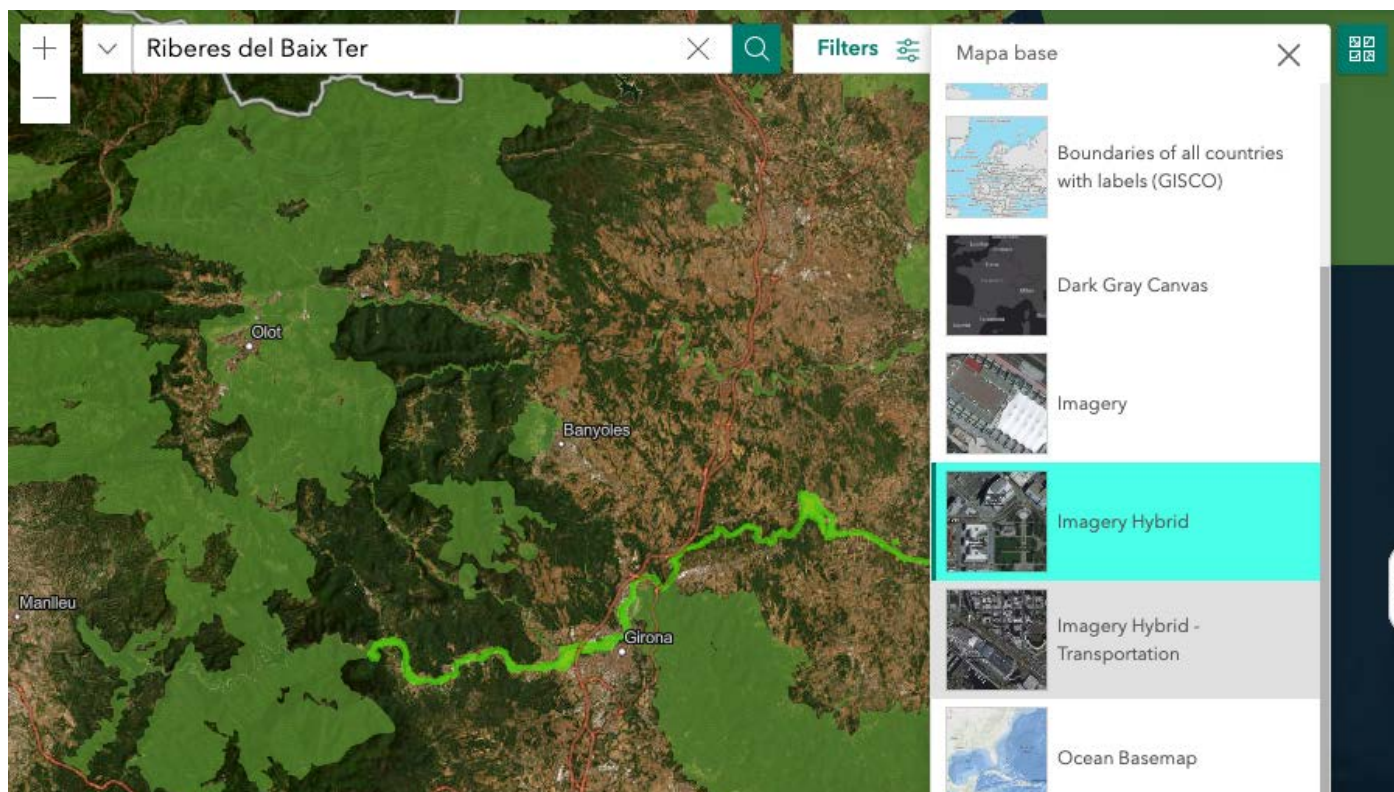 Riberes del Baix Ter
Filters
Mapa base
Boundaries of all countries
with labels (GISCO)
Dark Gray Canvas
Imagery
Imagery Hybrid
Imagery Hybrid -
Transportation
Ocean Basemap
Olot
Banyoles
Manlleu
Girona